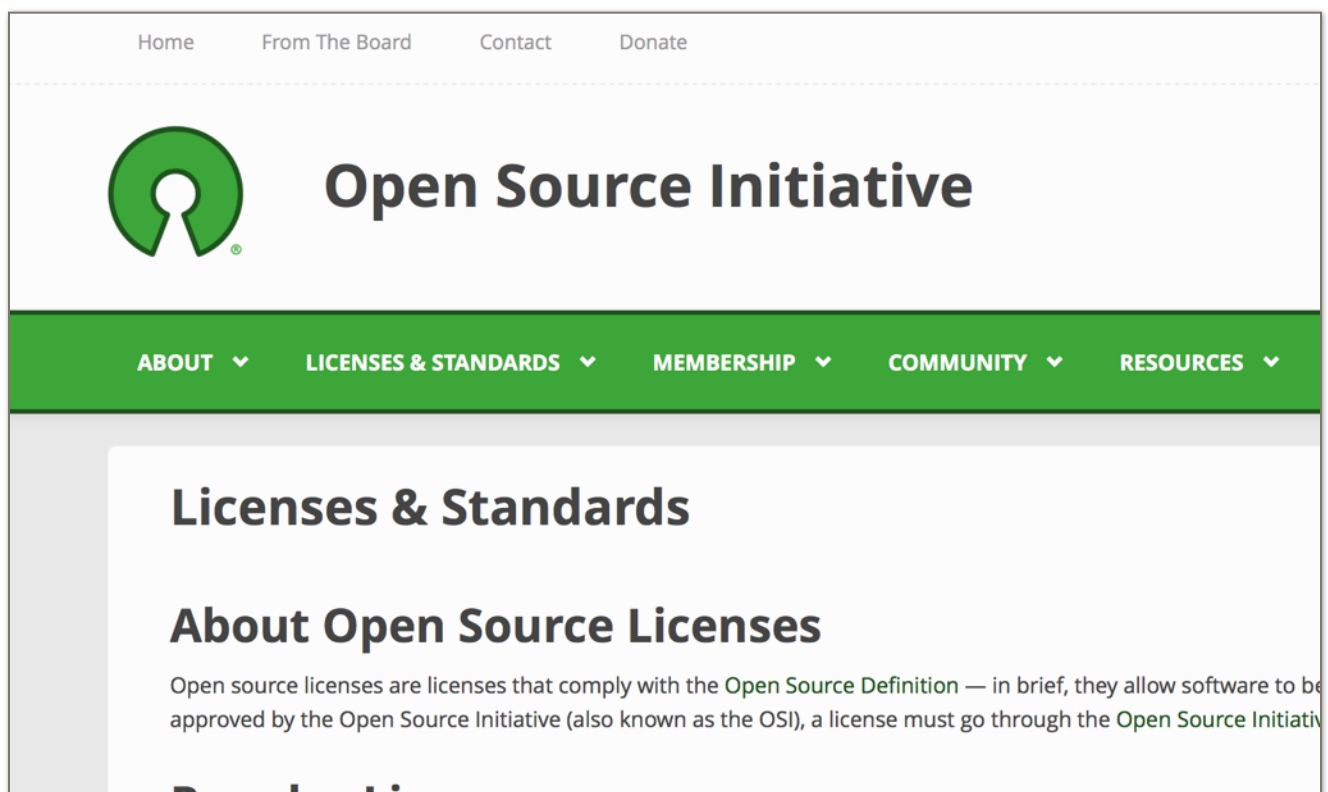 Home From The Board Contact Donate
Open Source Initiative
®
ABOUT LICENSES & STANDARDS MEMBERSHIP COMMUNITY RESOURCES
Licenses & Standards
About Open Source Licenses
Open source licenses are licenses that comply with the Open Source Definition — in brief, they allow software to be
approved by the Open Source Initiative (also known as the OSI), a license must go through the Open Source